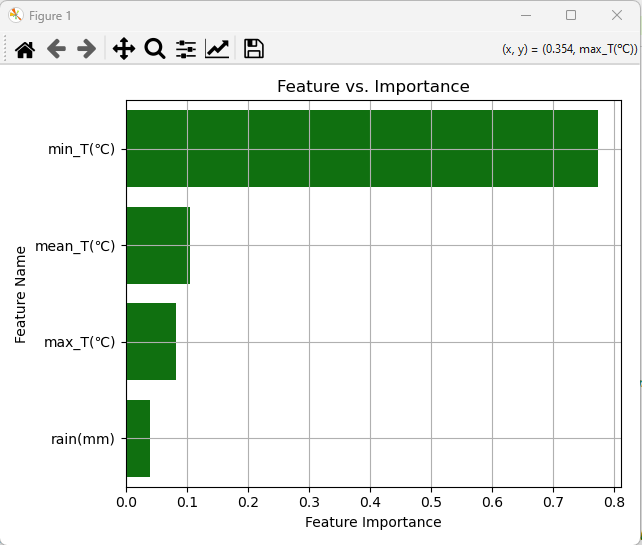 Figure 1
(x, y) = (0.354, max_T(℃))
Feature vs. Importance
Feature Name
min_T(℃)
mean_T(℃)
max_T(℃)
rain(mm)
0.0 0.1 0.2 0.3 0.4 0.5 0.6 0.7 0.8
Feature Importance